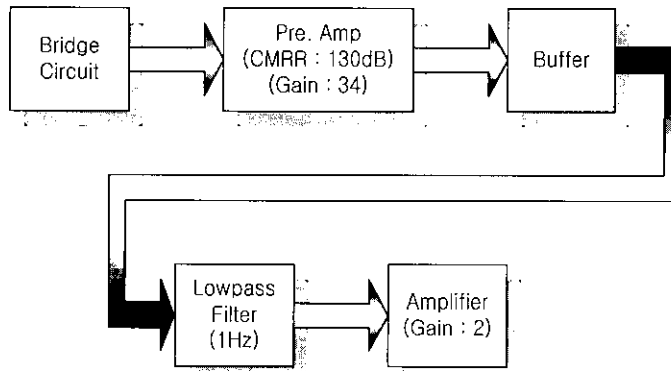 Bridge
Circuit
Pre. Amp
(CMRR : 130dB)
(Gain : 34)
Buffer
Lowpass
Filter
(1Hz)
Amplifier
(Gain : 2)